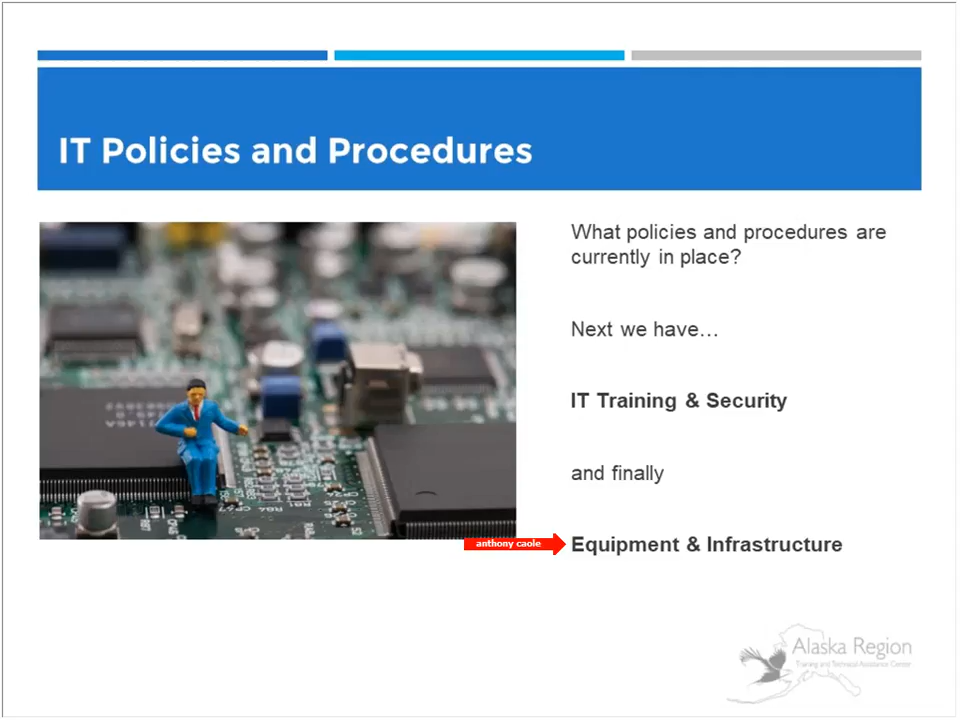 IT Policies and Procedures
What policies and procedures are
currently in place?
Next we have…
IT Training & Security
and finally
anthony caole
Equipment & Infrastructure
Alaska Region
Training and Technical Assistance Center